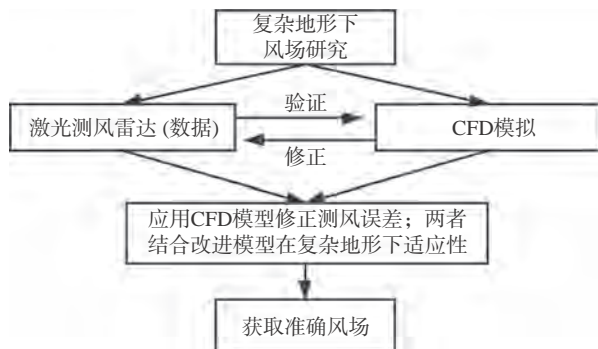 复杂地形下
风场研究
激光测风雷达 (数据)
验证
修正
CFD模拟
应用CFD模型修正测风误差；两者
结合改进模型在复杂地形下适应性
获取准确风场